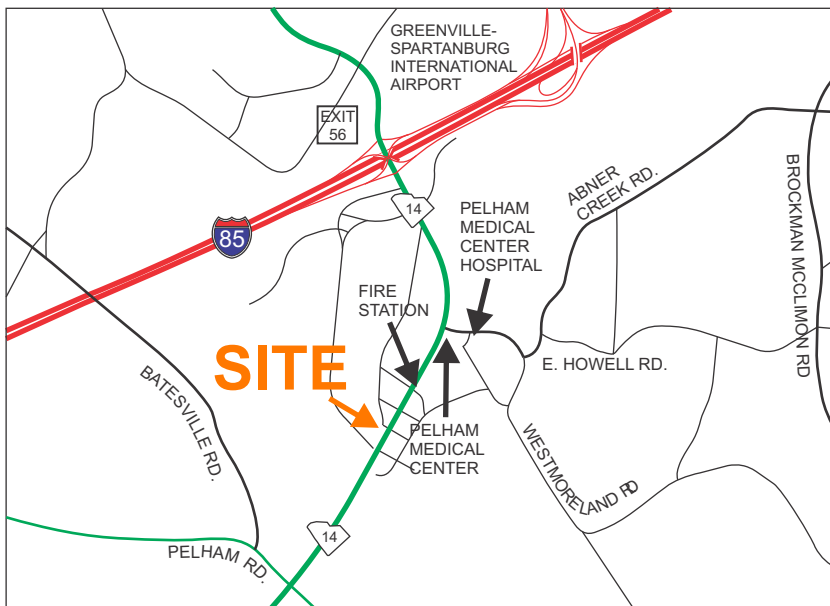 GREENVILLE-
SPARTANBURG
INTERNATIONAL
AIRPORT
EXIT
56
14
85
PELHAM
MEDICAL
CENTER
HOSPITAL
ABNER
CREEK RD.
BROCKMAN MCCLIMON RD
FIRE
STATION
SITE
E. HOWELL RD.
BATESVILLE RD.
PELHAM
MEDICAL
CENTER
WESTMORELAND RD
14
PELHAM RD.